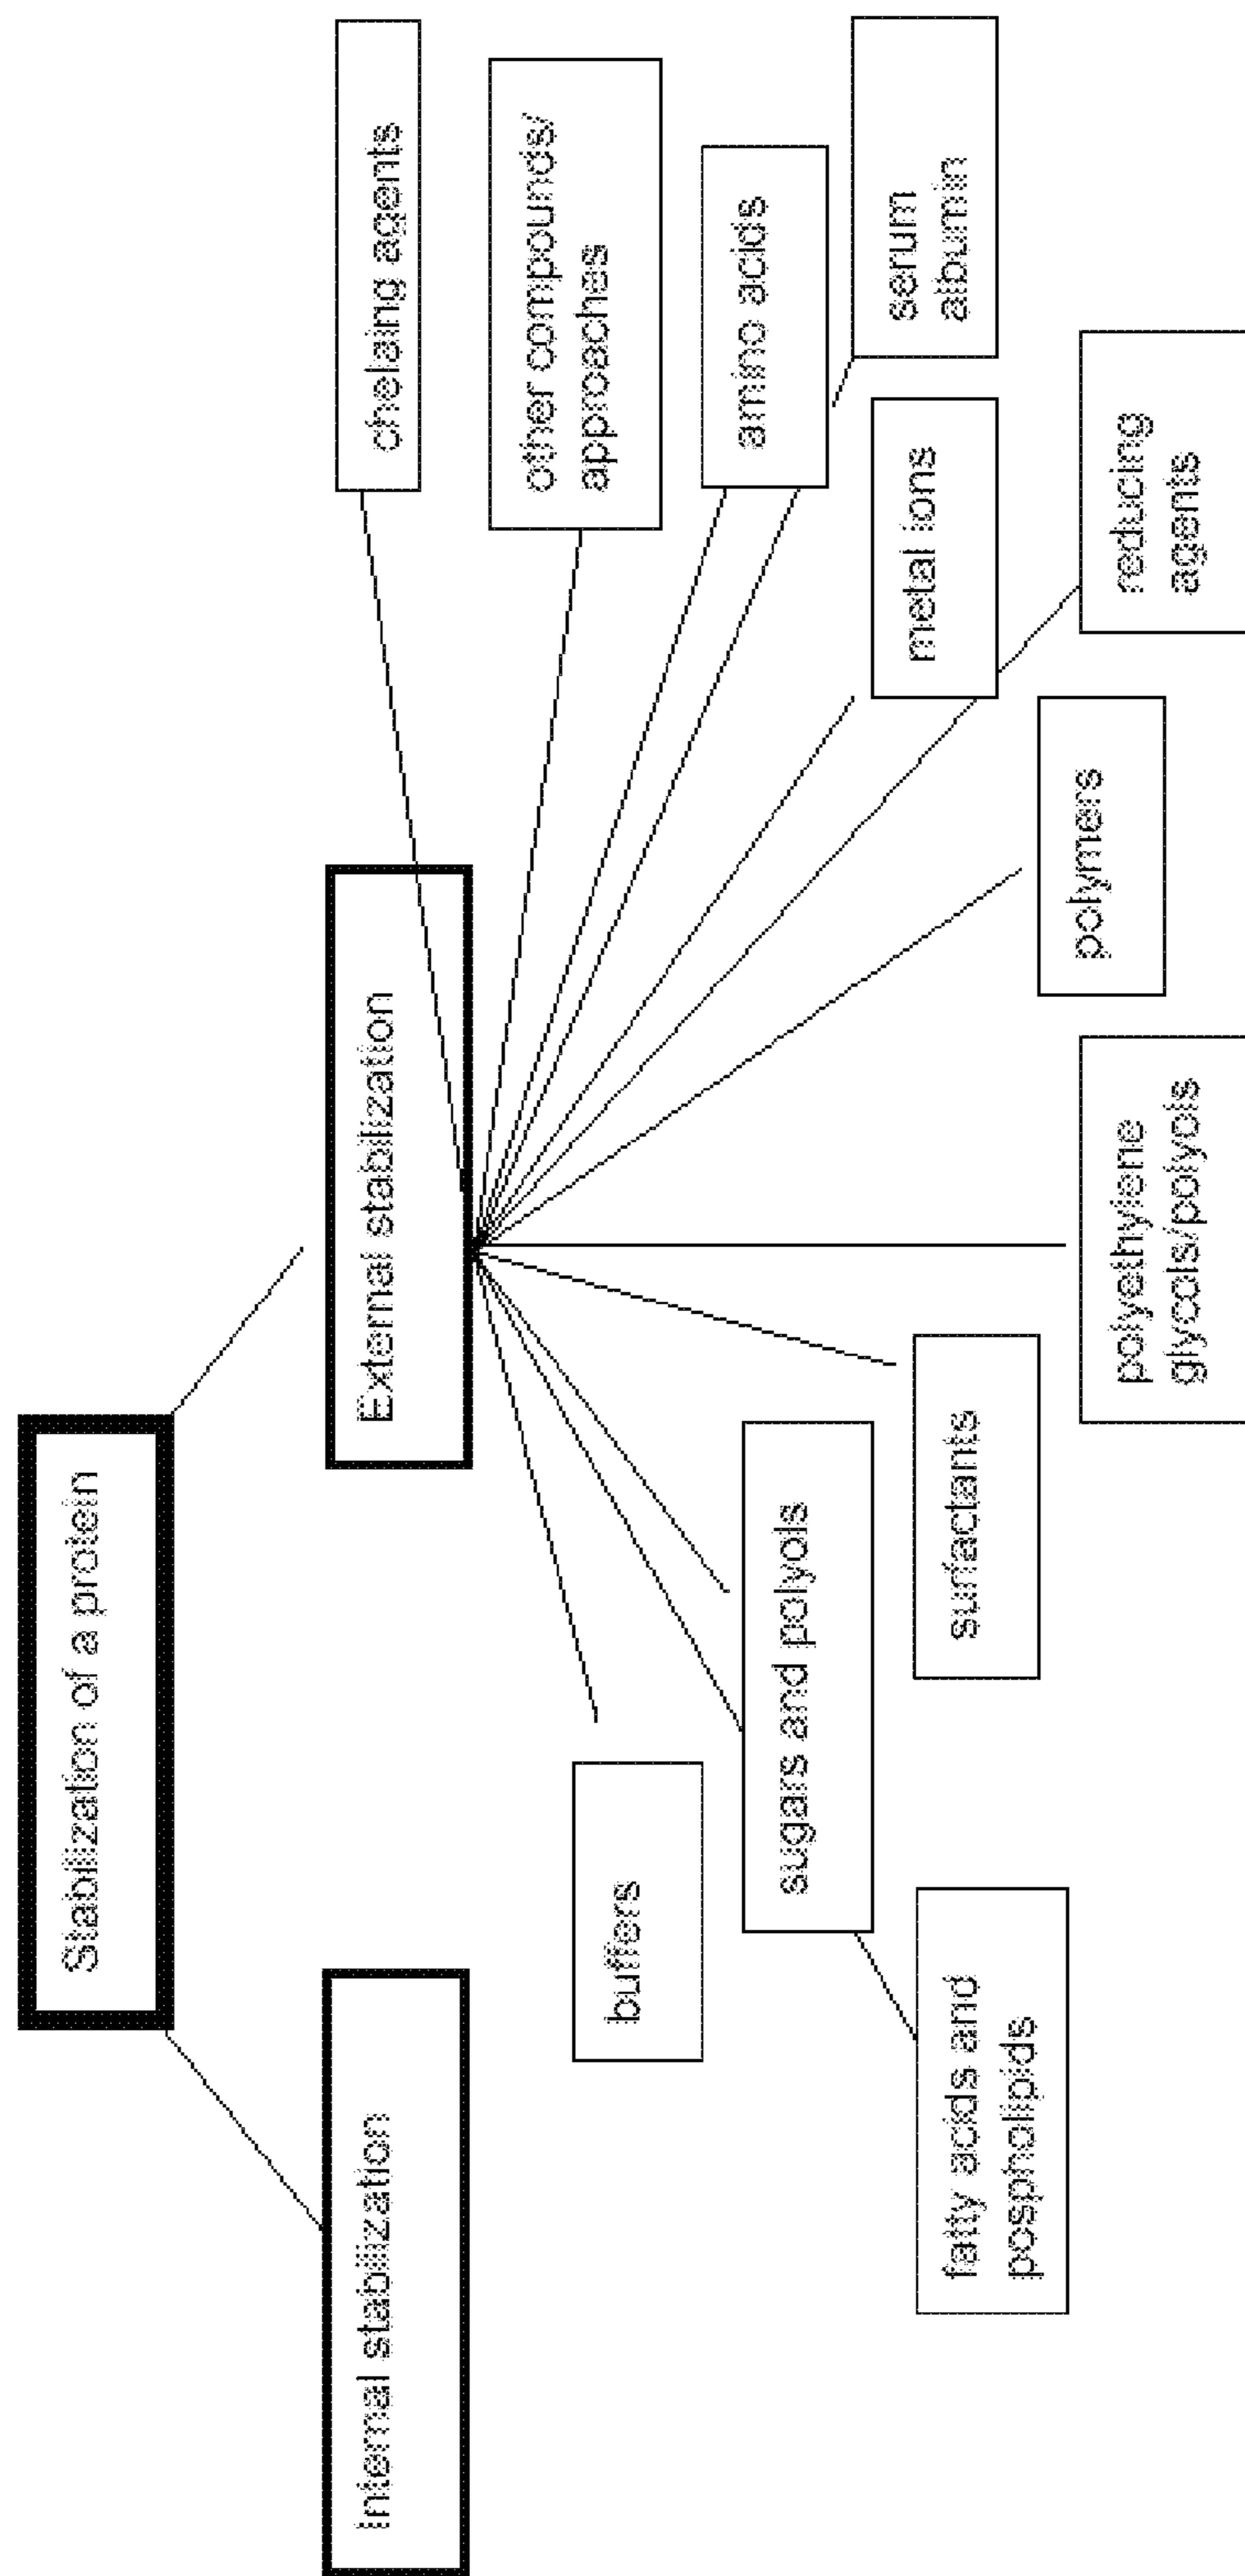 Stabilization of a protein
Internal stabilization
External stabilization
buffers
sugars and polyols
fatty acids and
pospholipids
surfactants
polyethylene
glycols/polyols
polymers
reducing
agents
metal ions
serum
albumin
amino acids
other compounds/
approaches
chelaing agents